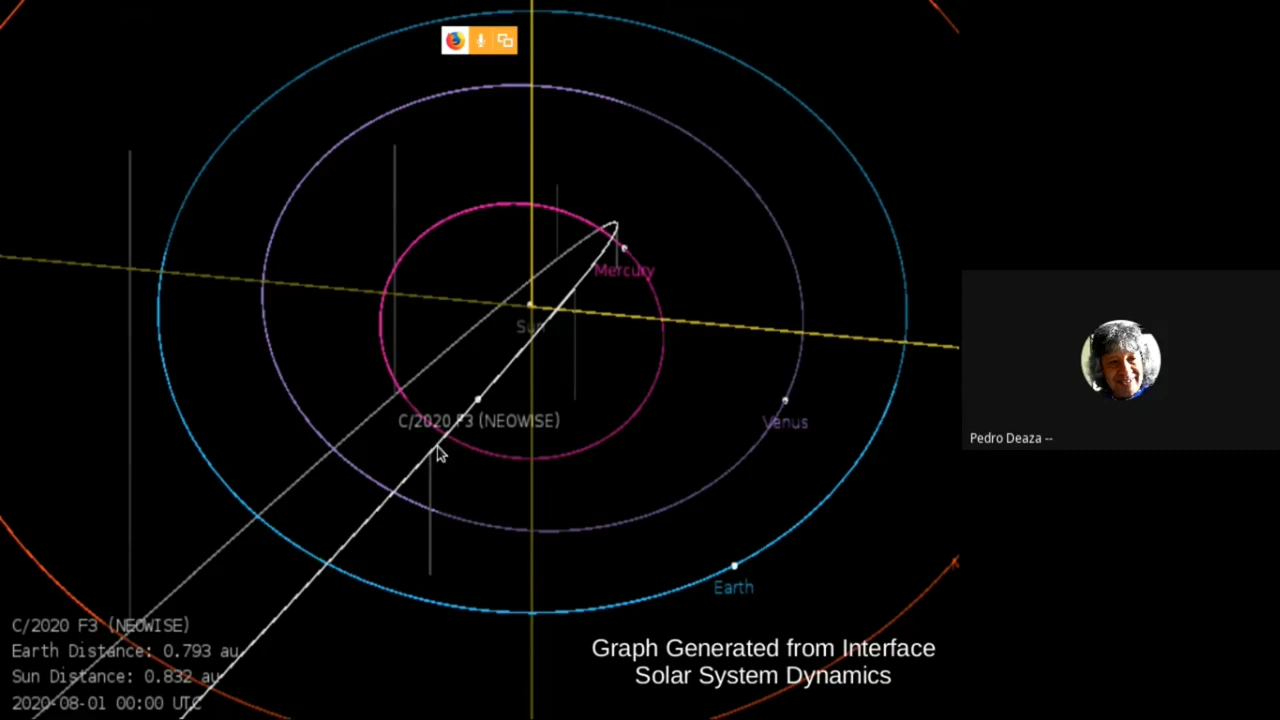 Mercury
Sun
C/2020 F3 (NEOWISE)
Venus
Pedro Deaza --
Earth
C/2020 F3 (NEOWISE)
Earth Distance: 0.793 au
Sun Distance: 0.832 au
2020-08-01 00:00 UTC
Graph Generated from Interface
Solar System Dynamics